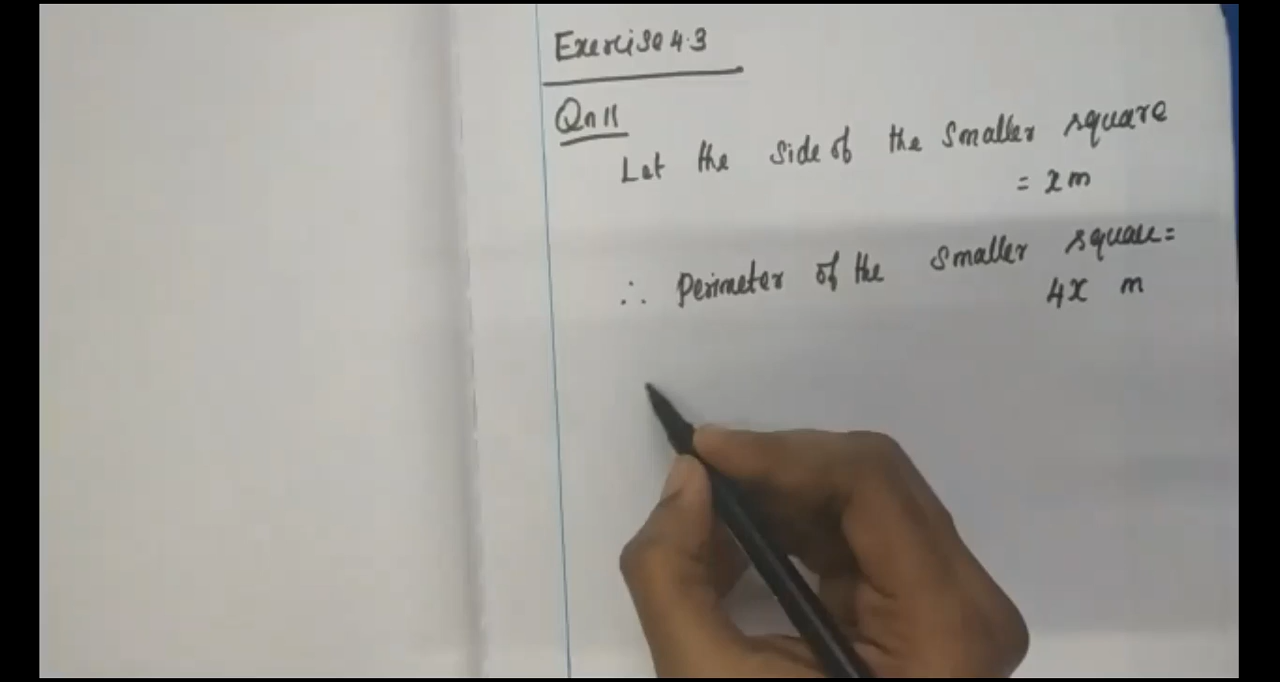 Exercise 4.3
Qn 11
Let the side of the smaller square
= x m
∴ Perimeter of the smaller square =
4x m